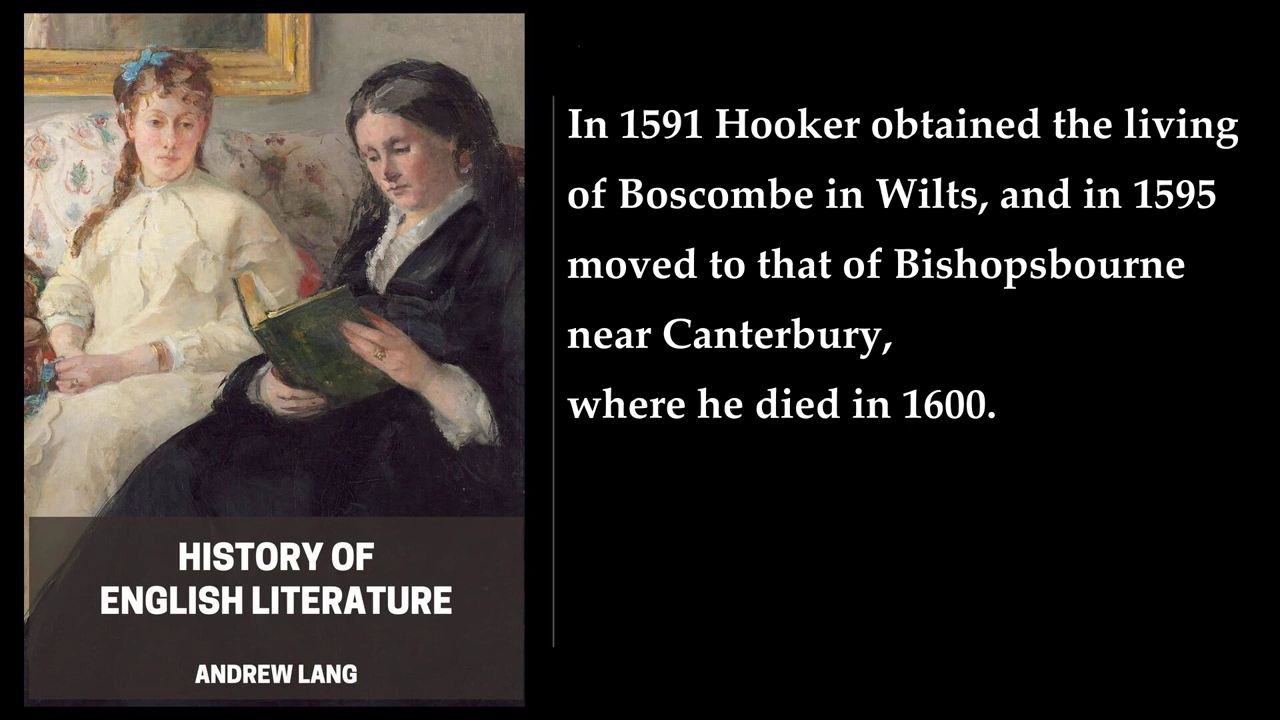 HISTORY OF
ENGLISH LITERATURE
ANDREW LANG
In 1591 Hooker obtained the living
of Boscombe in Wilts, and in 1595
moved to that of Bishopsbourne
near Canterbury,
where he died in 1600.